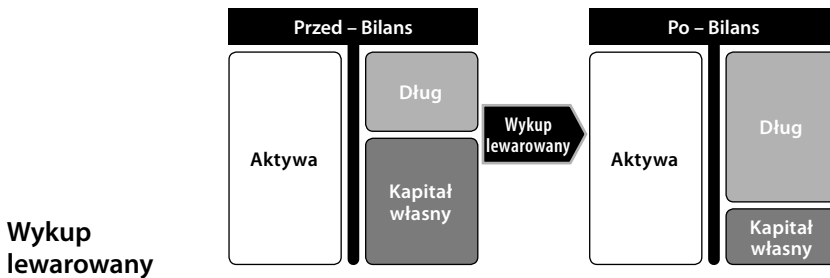 Przed – Bilans
Aktywa
Dług
Kapitał
własny
Wykup
lewarowany
Po – Bilans
Aktywa
Dług
Kapitał
własny
Wykup
lewarowany